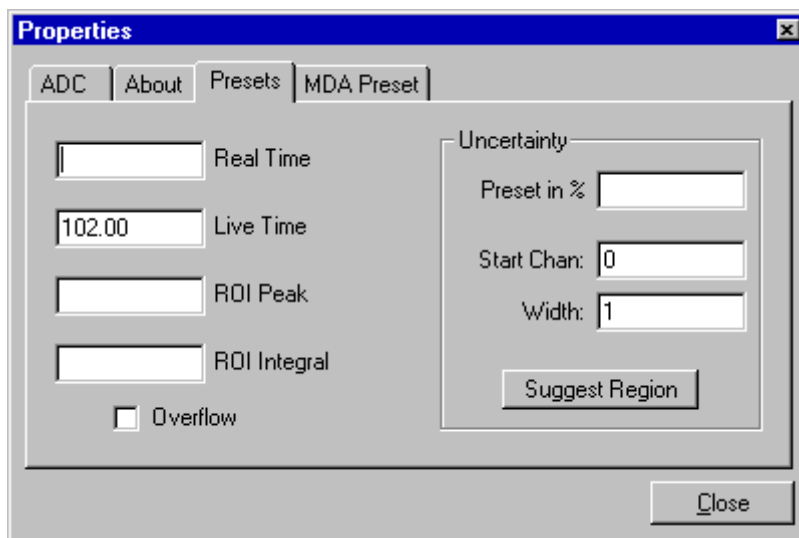 Properties
ADC About Presets MDA Preset
Real Time
102.00 Live Time
ROI Peak
ROI Integral
Overflow
Uncertainty
Preset in %
Start Chan: 0
Width: 1
Suggest Region
Close